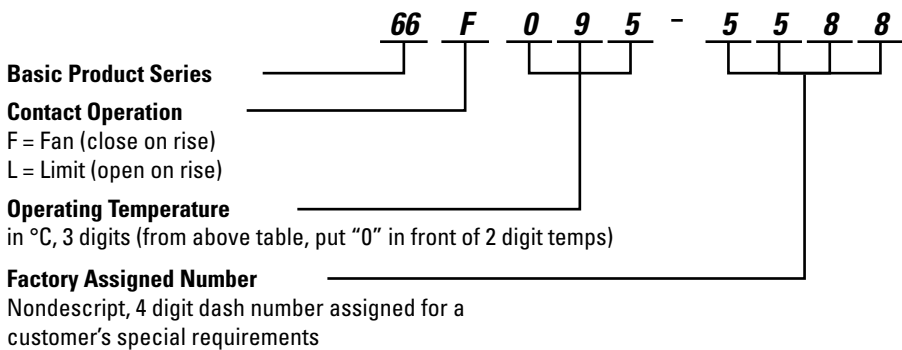 66 F 0 9 5 - 5 5 8 8
Basic Product Series
Contact Operation
F = Fan (close on rise)
L = Limit (open on rise)
Operating Temperature
in °C, 3 digits (from above table, put “0” in front of 2 digit temps)
Factory Assigned Number
Nondescript, 4 digit dash number assigned for a
customer’s special requirements